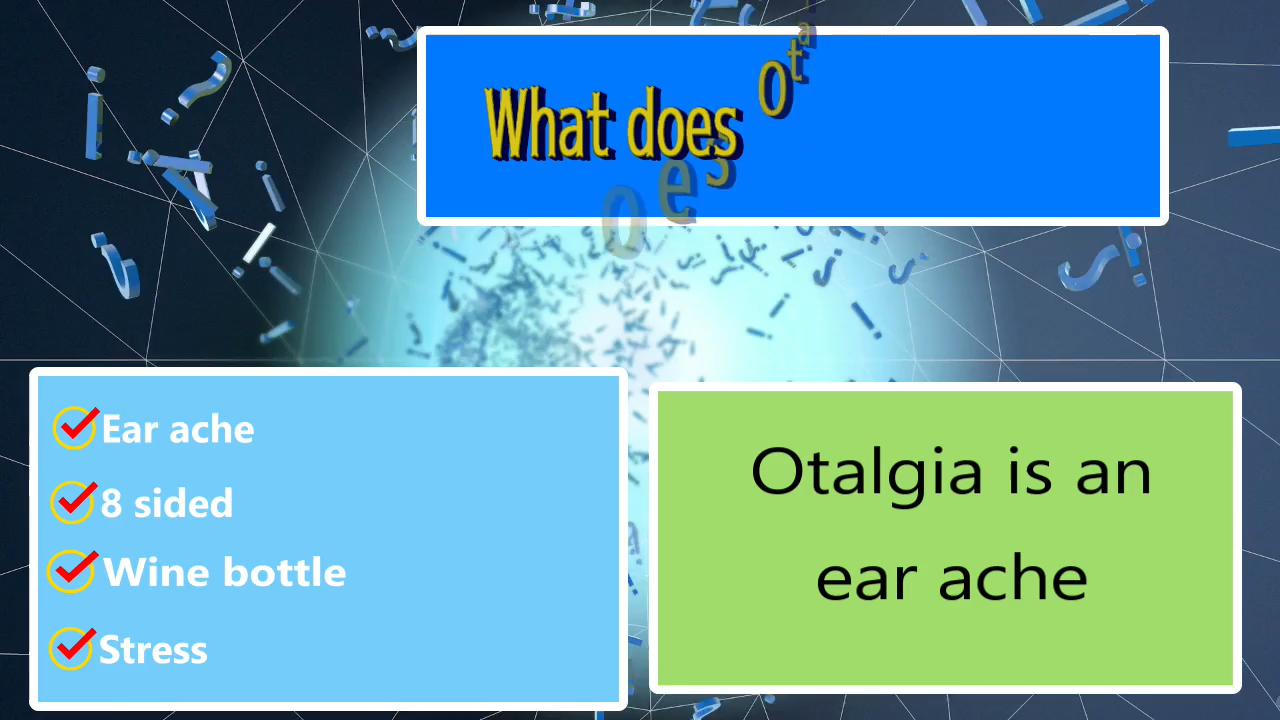 What does
Ear ache
8 sided
Wine bottle
Stress
Otalgia is an
ear ache